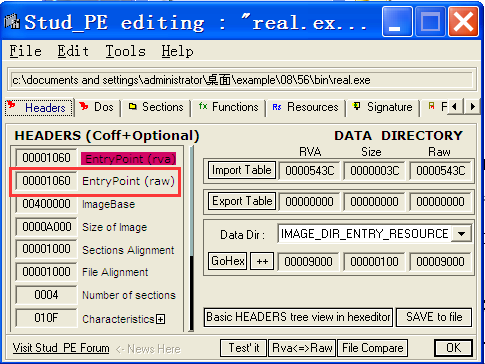 Stud_PE editing : "real.ex...
File Edit Tools Help
c:\documents and settings\administrator\桌面\example\08\56\bin\real.exe
Headers Dos Sections Functions Resources Signature F
HEADERS (Coff+Optional) DATA DIRECTORY
RVA Size Raw
00001060 EntryPoint (rva)
Import Table 0000543C 0000003C 0000543C
00001060 EntryPoint (raw)
Export Table 00000000 00000000 00000000
00400000 ImageBase
0000A000 Size of Image
Data Dir : IMAGE_DIR_ENTRY_RESOURCE
00001000 Sections Alignment
GoHex ++ 00009000 00000100 00009000
00001000 File Alignment
0004 Number of sections
010F Characteristics
Basic HEADERS tree view in hexeditor SAVE to file
Visit Stud_PE Forum <- News Here Test' it Rva<=>Raw File Compare OK